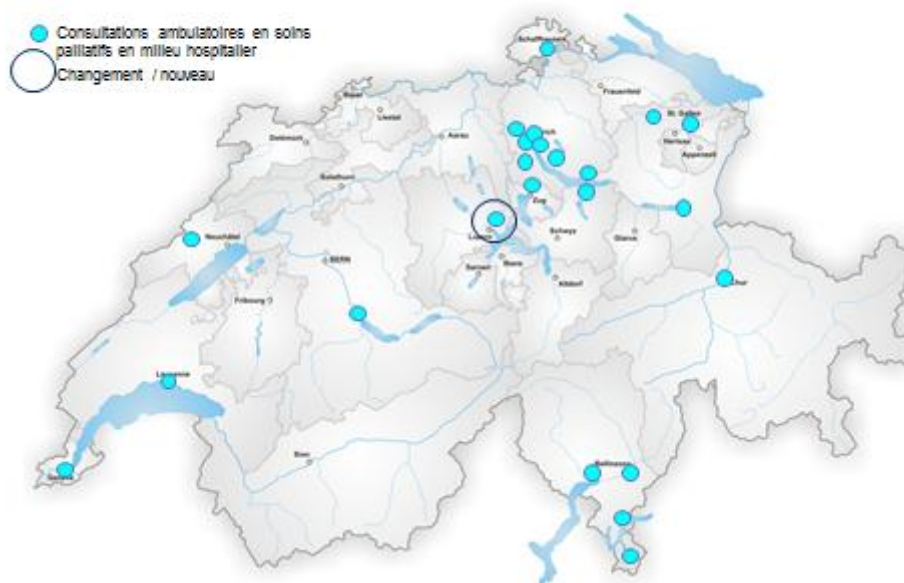 Consultations ambulatoires en soins
palliatifs en milieu hospitalier
Changement / nouveau
Schaffhausen
Frauenfeld
Basel
Liestal
St. Gallen
Delémont
Aarau
Herisau
Appenzell
Solothurn
Zug
Neuchâtel
Luzern
Schwyz
Glarus
BERN
Sarnen
Stans
Altdorf
Chur
Fribourg
Lausanne
Sion
Bellinzona
Genève